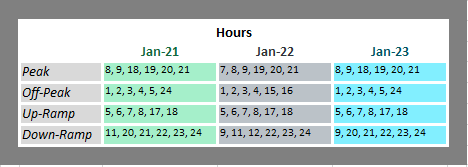 Hours
Jan-21 Jan-22 Jan-23
Peak 8, 9, 18, 19, 20, 21 7, 8, 9, 19, 20, 21 8, 9, 18, 19, 20, 21
Off-Peak 1, 2, 3, 4, 5, 24 1, 2, 3, 4, 15, 16 1, 2, 3, 4, 5, 24
Up-Ramp 5, 6, 7, 8, 17, 18 5, 6, 7, 8, 17, 18 5, 6, 7, 8, 17, 18
Down-Ramp 11, 20, 21, 22, 23, 24 9, 11, 12, 22, 23, 24 9, 20, 21, 22, 23, 24